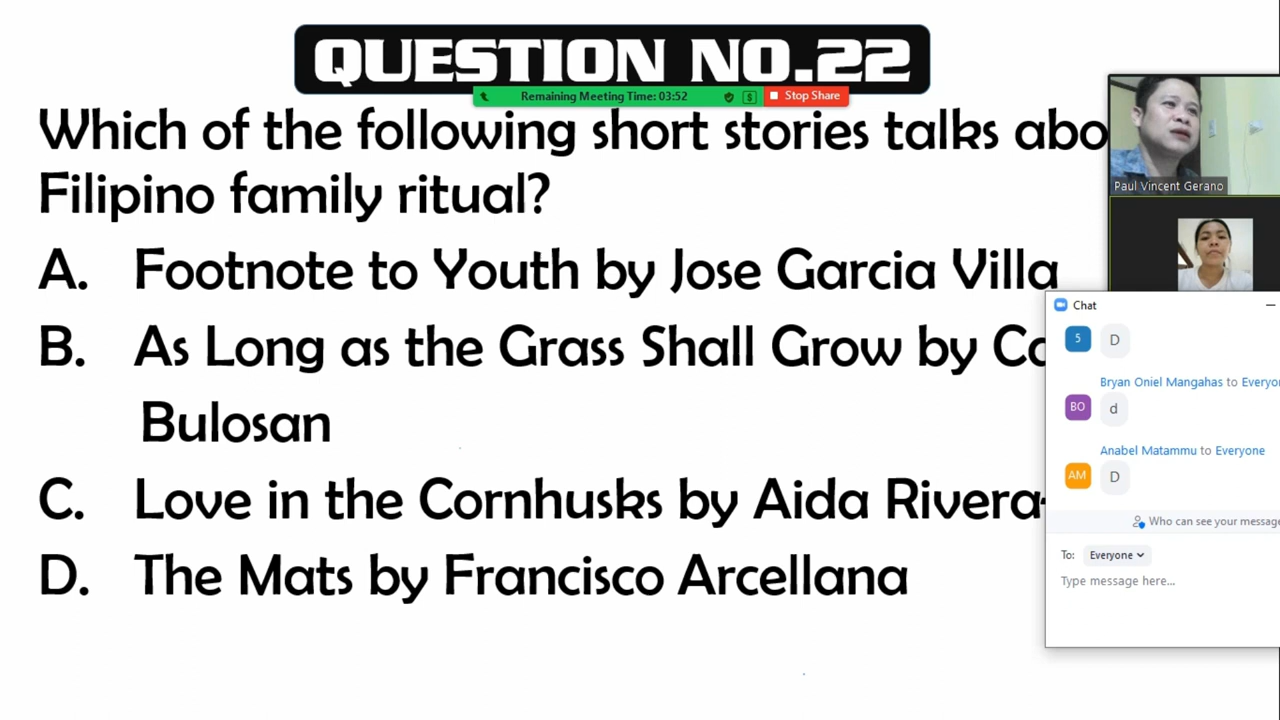 QUESTION NO.22
Remaining Meeting Time: 03:52
Stop Share
Which of the following short stories talks abo
Filipino family ritual?
A. Footnote to Youth by Jose Garcia Villa
B. As Long as the Grass Shall Grow by Ca
Bulosan
C. Love in the Cornhusks by Aida Rivera-
D. The Mats by Francisco Arcellana
Paul Vincent Gerano
Chat
5
D
Bryan Oniel Mangahas to Everyon
BO
d
Anabel Matammu to Everyone
AM
D
Who can see your message
To:
Everyone
Type message here...